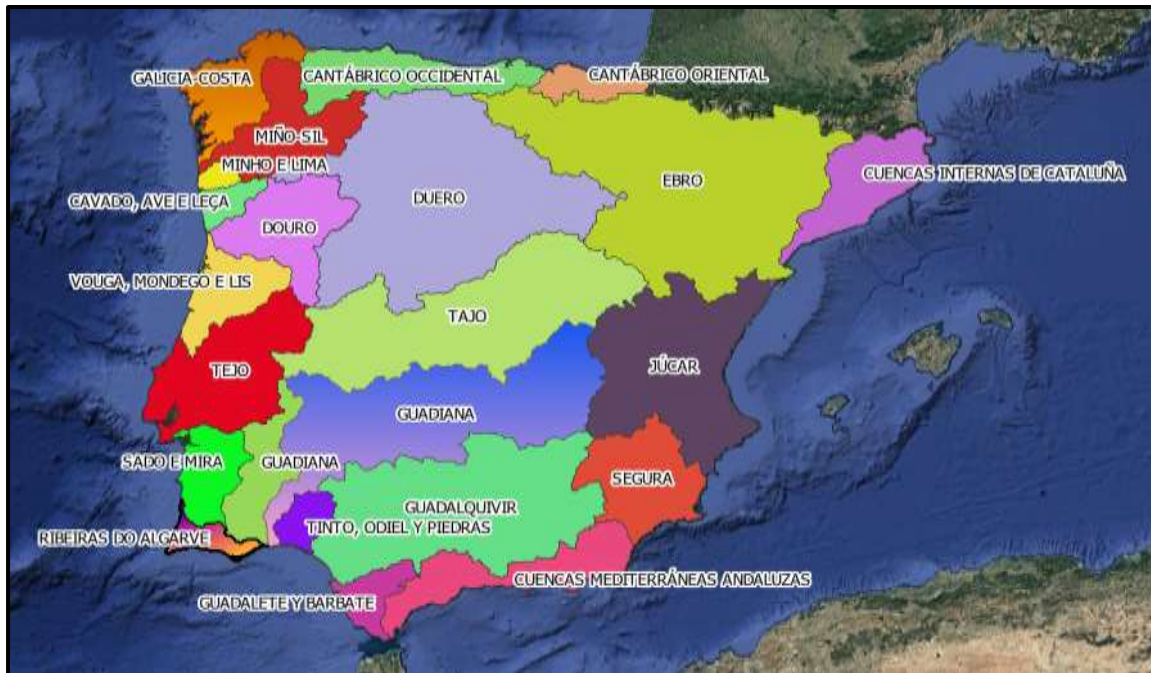 GALICIA-COSTA
CANTÁBRICO OCCIDENTAL
CANTÁBRICO ORIENTAL
MIÑO-SIL
MINHO E LIMA
CUENCAS INTERNAS DE CATALUÑA
EBRO
CAVADO, AVE E LEÇA
DUERO
DOURO
VOUGA, MONDEGO E LIS
TAJO
TEJO
JÚCAR
GUADIANA
SADO E MIRA
GUADIANA
SEGURA
GUADALQUIVIR
TINTO, ODIEL Y PIEDRAS
RIBEIRAS DO ALGARVE
CUENCAS MEDITERRÁNEAS ANDALUZAS
GUADALETE Y BARBATE